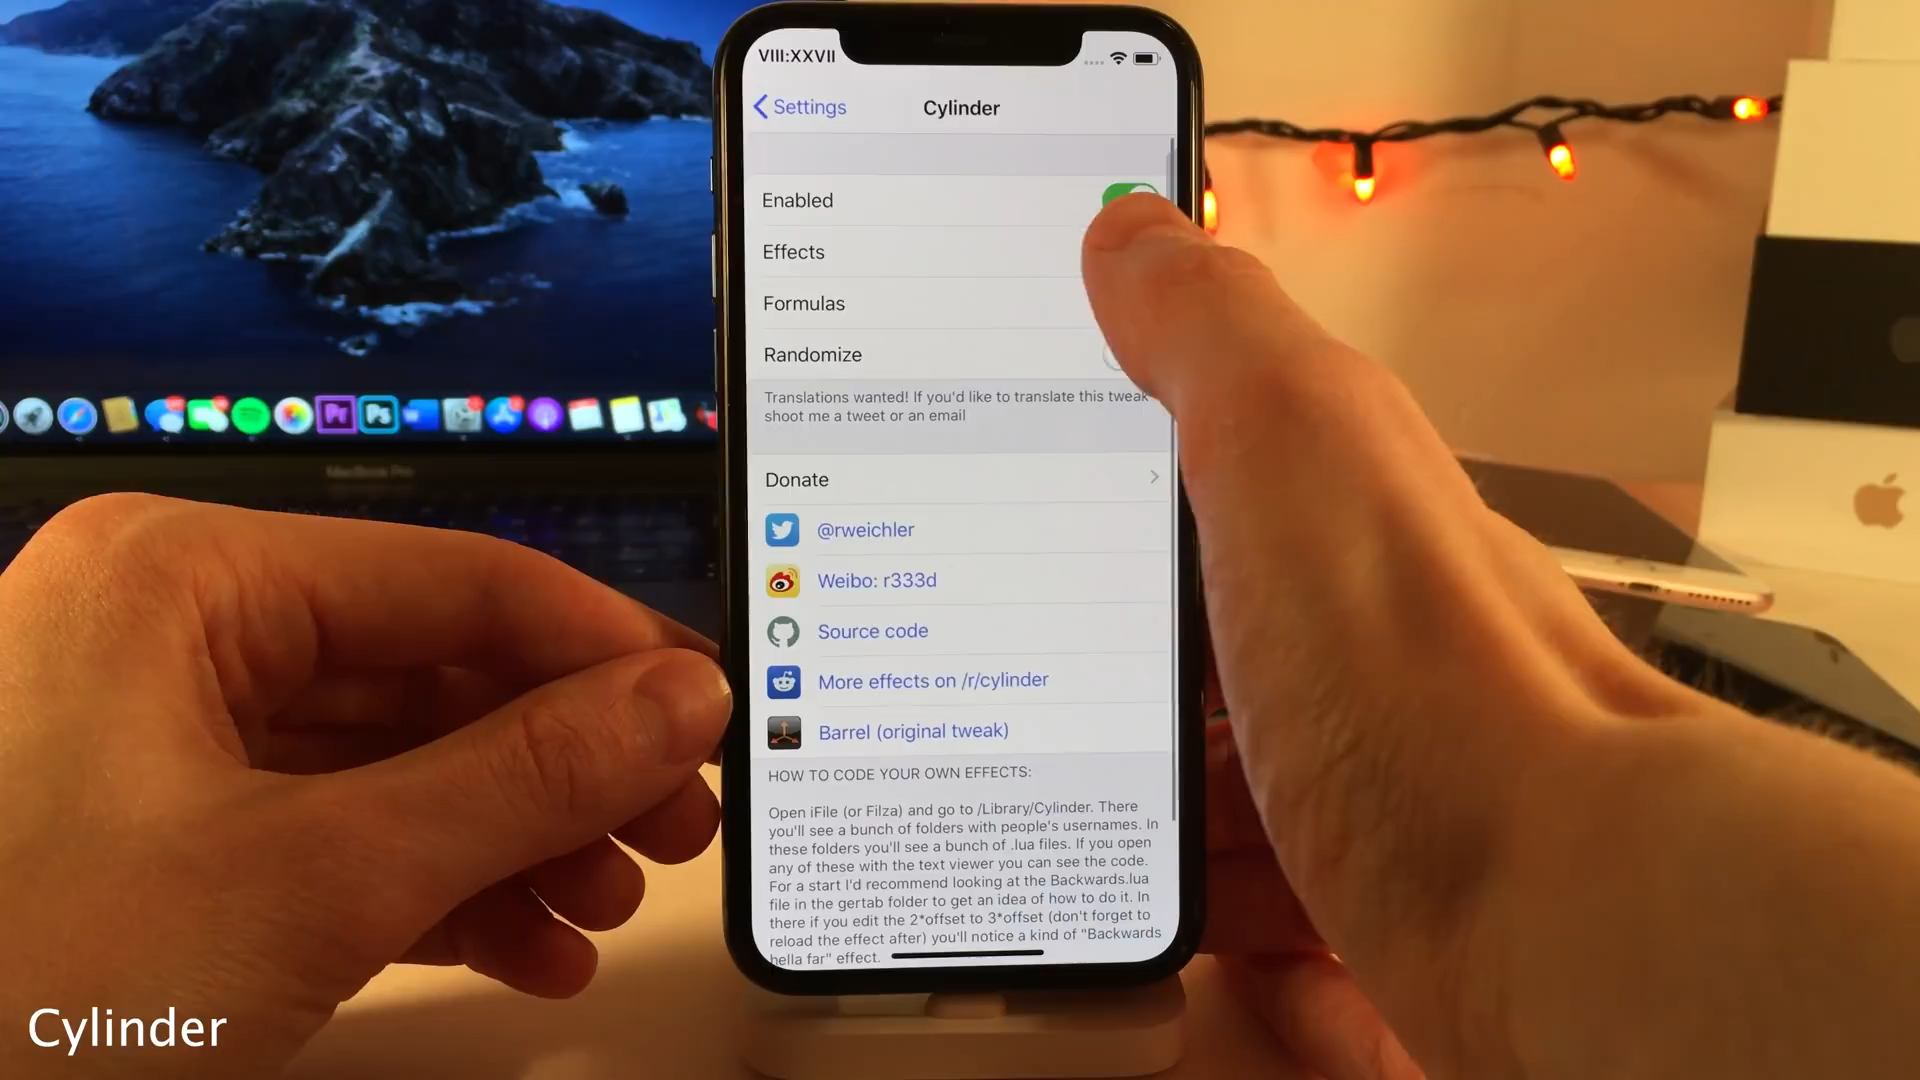 VIII:XXVII
Settings
Cylinder
Enabled
Effects
Formulas
Randomize
Translations wanted! If you'd like to translate this tweak
shoot me a tweet or an email
Donate
@rweichler
Weibo: r333d
Source code
More effects on /r/cylinder
Barrel (original tweak)
HOW TO CODE YOUR OWN EFFECTS:
Open iFile (or Filza) and go to /Library/Cylinder. There
you'll see a bunch of folders with people's usernames. In
these folders you'll see a bunch of .lua files. If you open
any of these with the text viewer you can see the code.
For a start I'd recommend looking at the Backwards.lua
file in the gertab folder to get an idea of how to do it. In
there if you edit the 2*offset to 3*offset (don't forget to
reload the effect after) you'll notice a kind of "Backwards
hella far" effect.
Pr
Ps
W
MacBook Pro
Cylinder